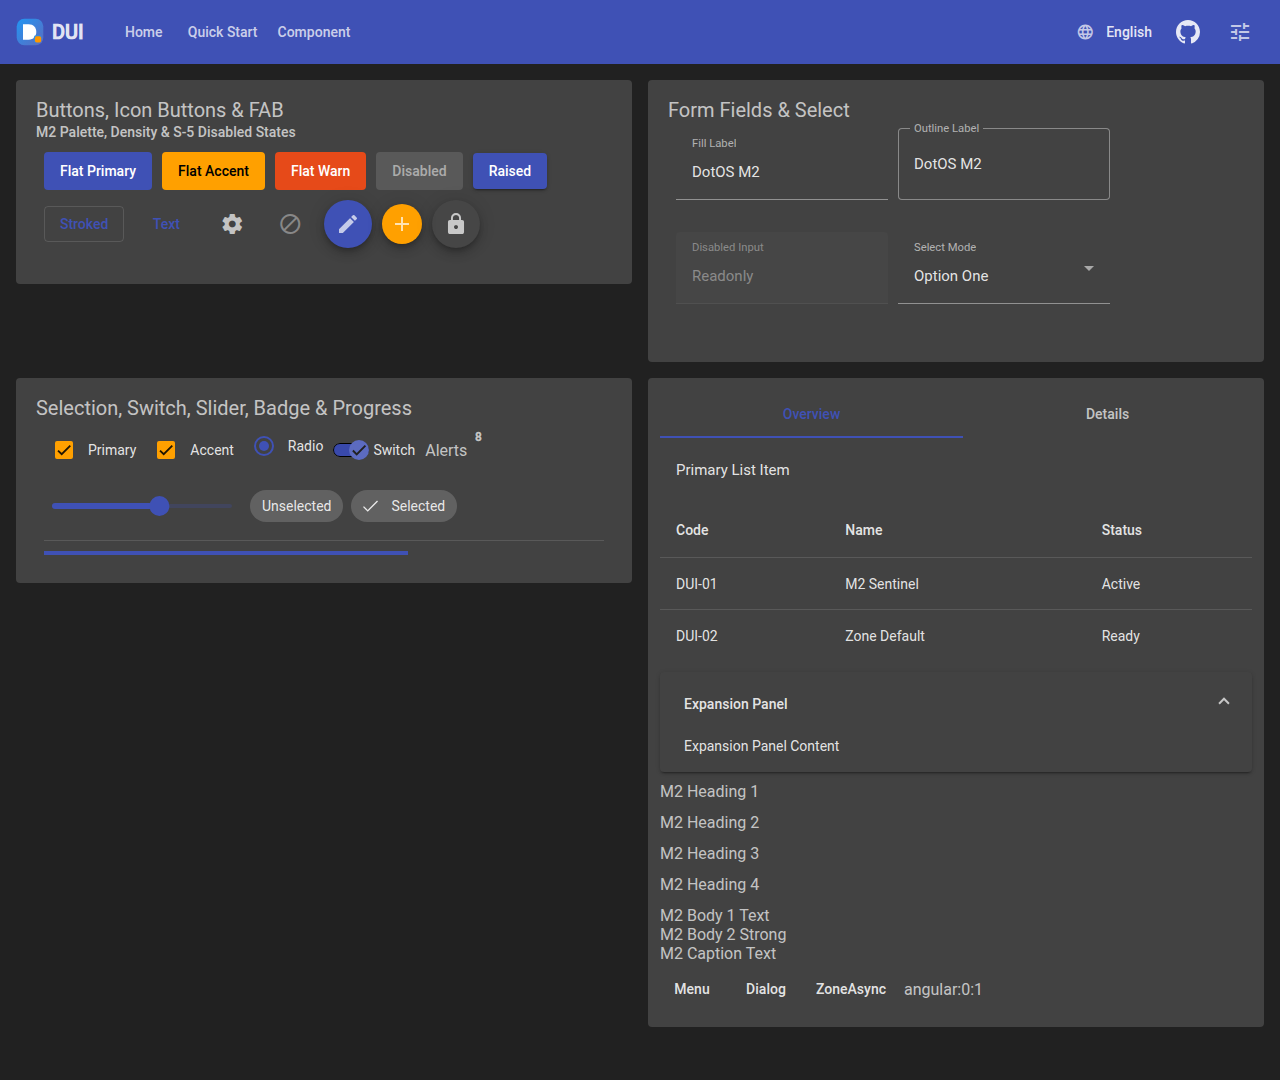 DUI
Home
Quick Start
Component
English
Buttons, Icon Buttons & FAB
M2 Palette, Density & S-5 Disabled States
Flat Primary
Flat Accent
Flat Warn
Disabled
Raised
Stroked
Text
Form Fields & Select
Fill Label
DotOS M2
Outline Label
DotOS M2
Disabled Input
Readonly
Select Mode
Option One
Selection, Switch, Slider, Badge & Progress
Primary
Accent
Radio
Switch
Alerts
8
Unselected
Selected
Overview
Details
Primary List Item
Code Name Status
DUI-01 M2 Sentinel Active
DUI-02 Zone Default Ready
Expansion Panel
Expansion Panel Content
M2 Heading 1
M2 Heading 2
M2 Heading 3
M2 Heading 4
M2 Body 1 Text
M2 Body 2 Strong
M2 Caption Text
Menu
Dialog
ZoneAsync
angular:0:1